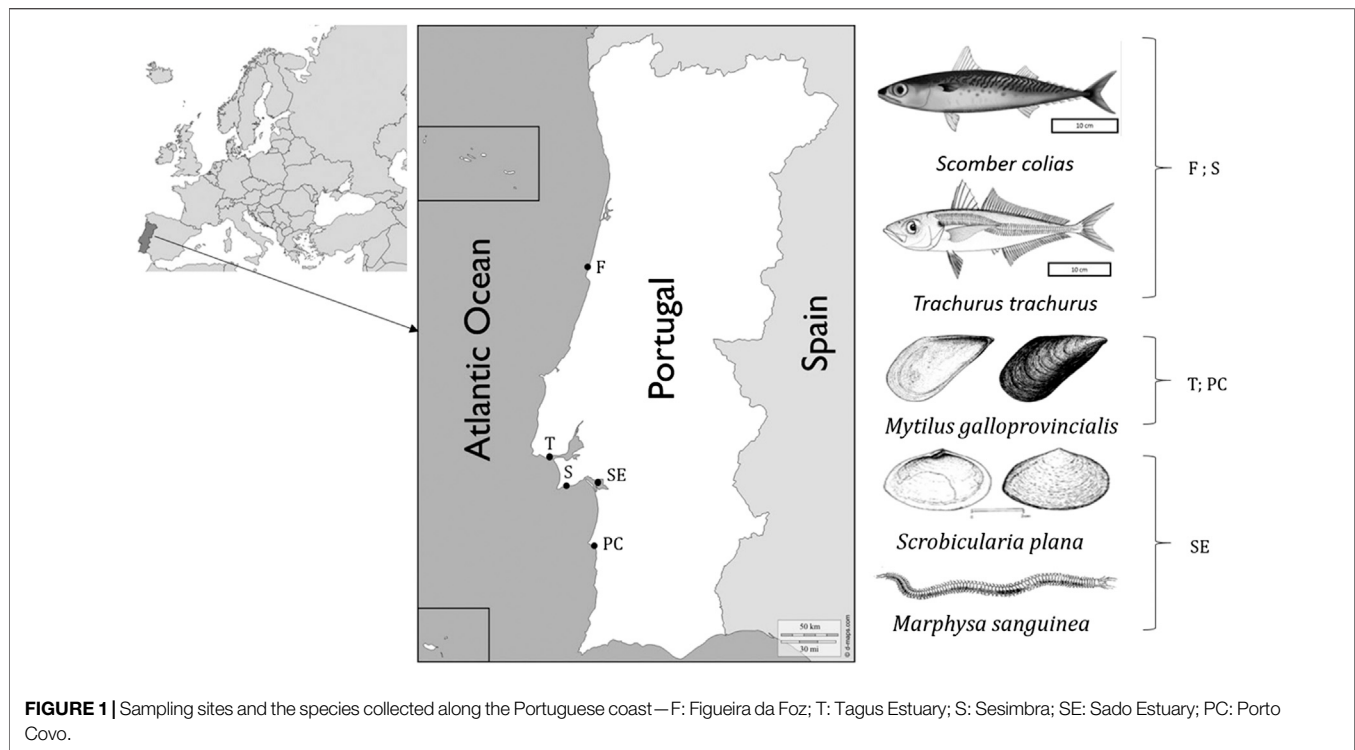 Atlantic Ocean
Portugal
Spain
F
T
S
SE
PC
50 km
30 mi
© d-maps.com
10 cm
Scomber colias
F ; S
10 cm
Trachurus trachurus
Mytilus galloprovincialis
T; PC
Scrobicularia plana
SE
Marphysa sanguinea
FIGURE 1 | Sampling sites and the species collected along the Portuguese coast—F: Figueira da Foz; T: Tagus Estuary; S: Sesimbra; SE: Sado Estuary; PC: Porto
Covo.